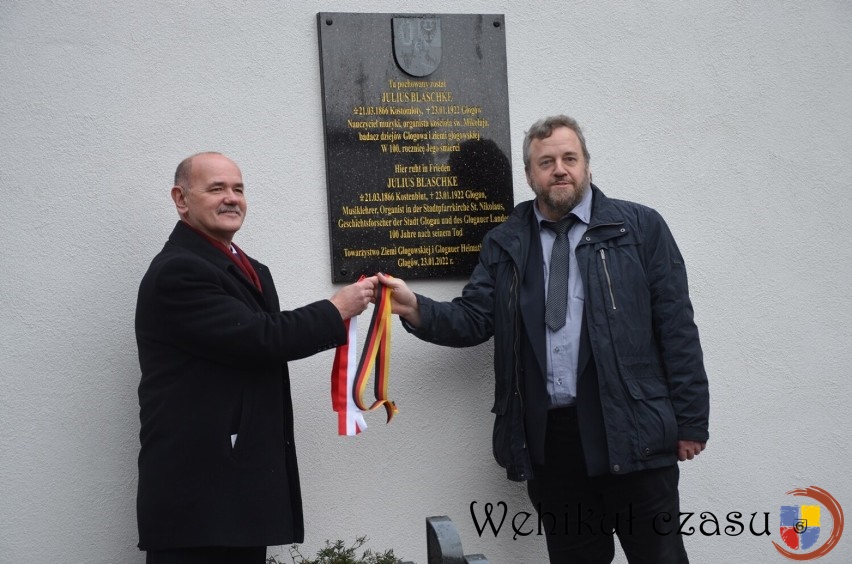 Tu pochowany został
JULIUS BLASCHKE
✲21.03.1866 Kostomłoty, ✝23.01.1922 Głogów
Nauczyciel muzyki, organista kościoła św. Mikołaja,
badacz dziejów Głogowa i ziemi głogowskiej
W 100. rocznicę Jego śmierci
Hier ruht in Frieden
JULIUS BLASCHKE
✲21.03.1866 Kostenblut, ✝23.01.1922 Glogau,
Musiklehrer, Organist in der Stadtpfarrkirche St. Nikolaus,
Geschichtsforscher der Stadt Glogau und des Glogauer Landes
100 Jahre nach seinem Tod
Towarzystwo Ziemi Głogowskiej i Glogauer
Głogów, 23.01.2022 r.
Wehikuł czasu